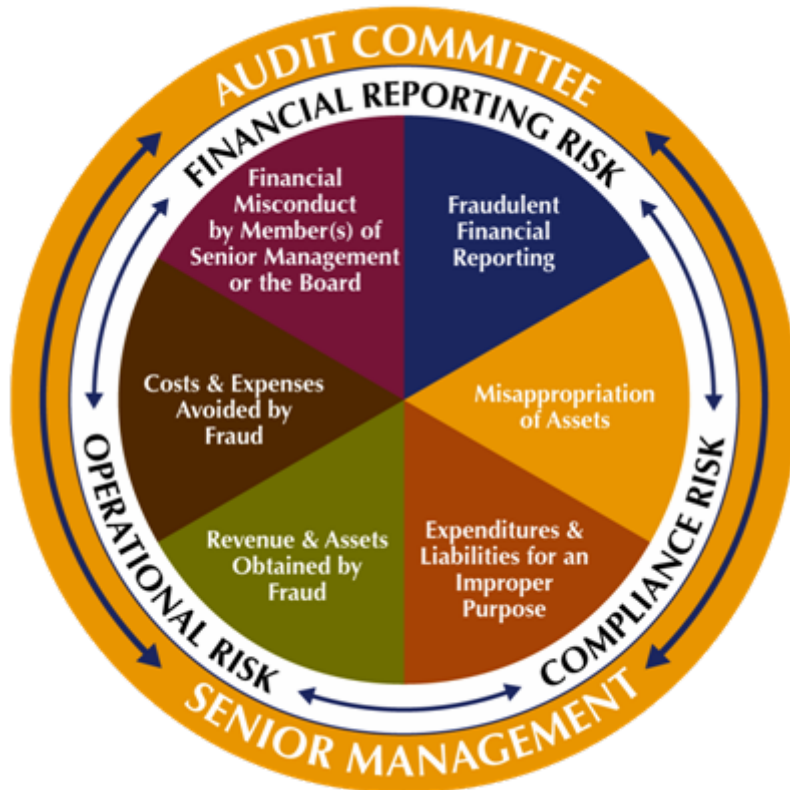 AUDIT COMMITTEE
FINANCIAL REPORTING RISK
Financial
Misconduct
by Member(s) of
Senior Management
or the Board
Fraudulent
Financial
Reporting
Costs & Expenses
Avoided by
Fraud
Misappropriation
of Assets
Revenue & Assets
Obtained by
Fraud
Expenditures &
Liabilities for an
Improper
Purpose
OPERATIONAL RISK
COMPLIANCE RISK
SENIOR MANAGEMENT